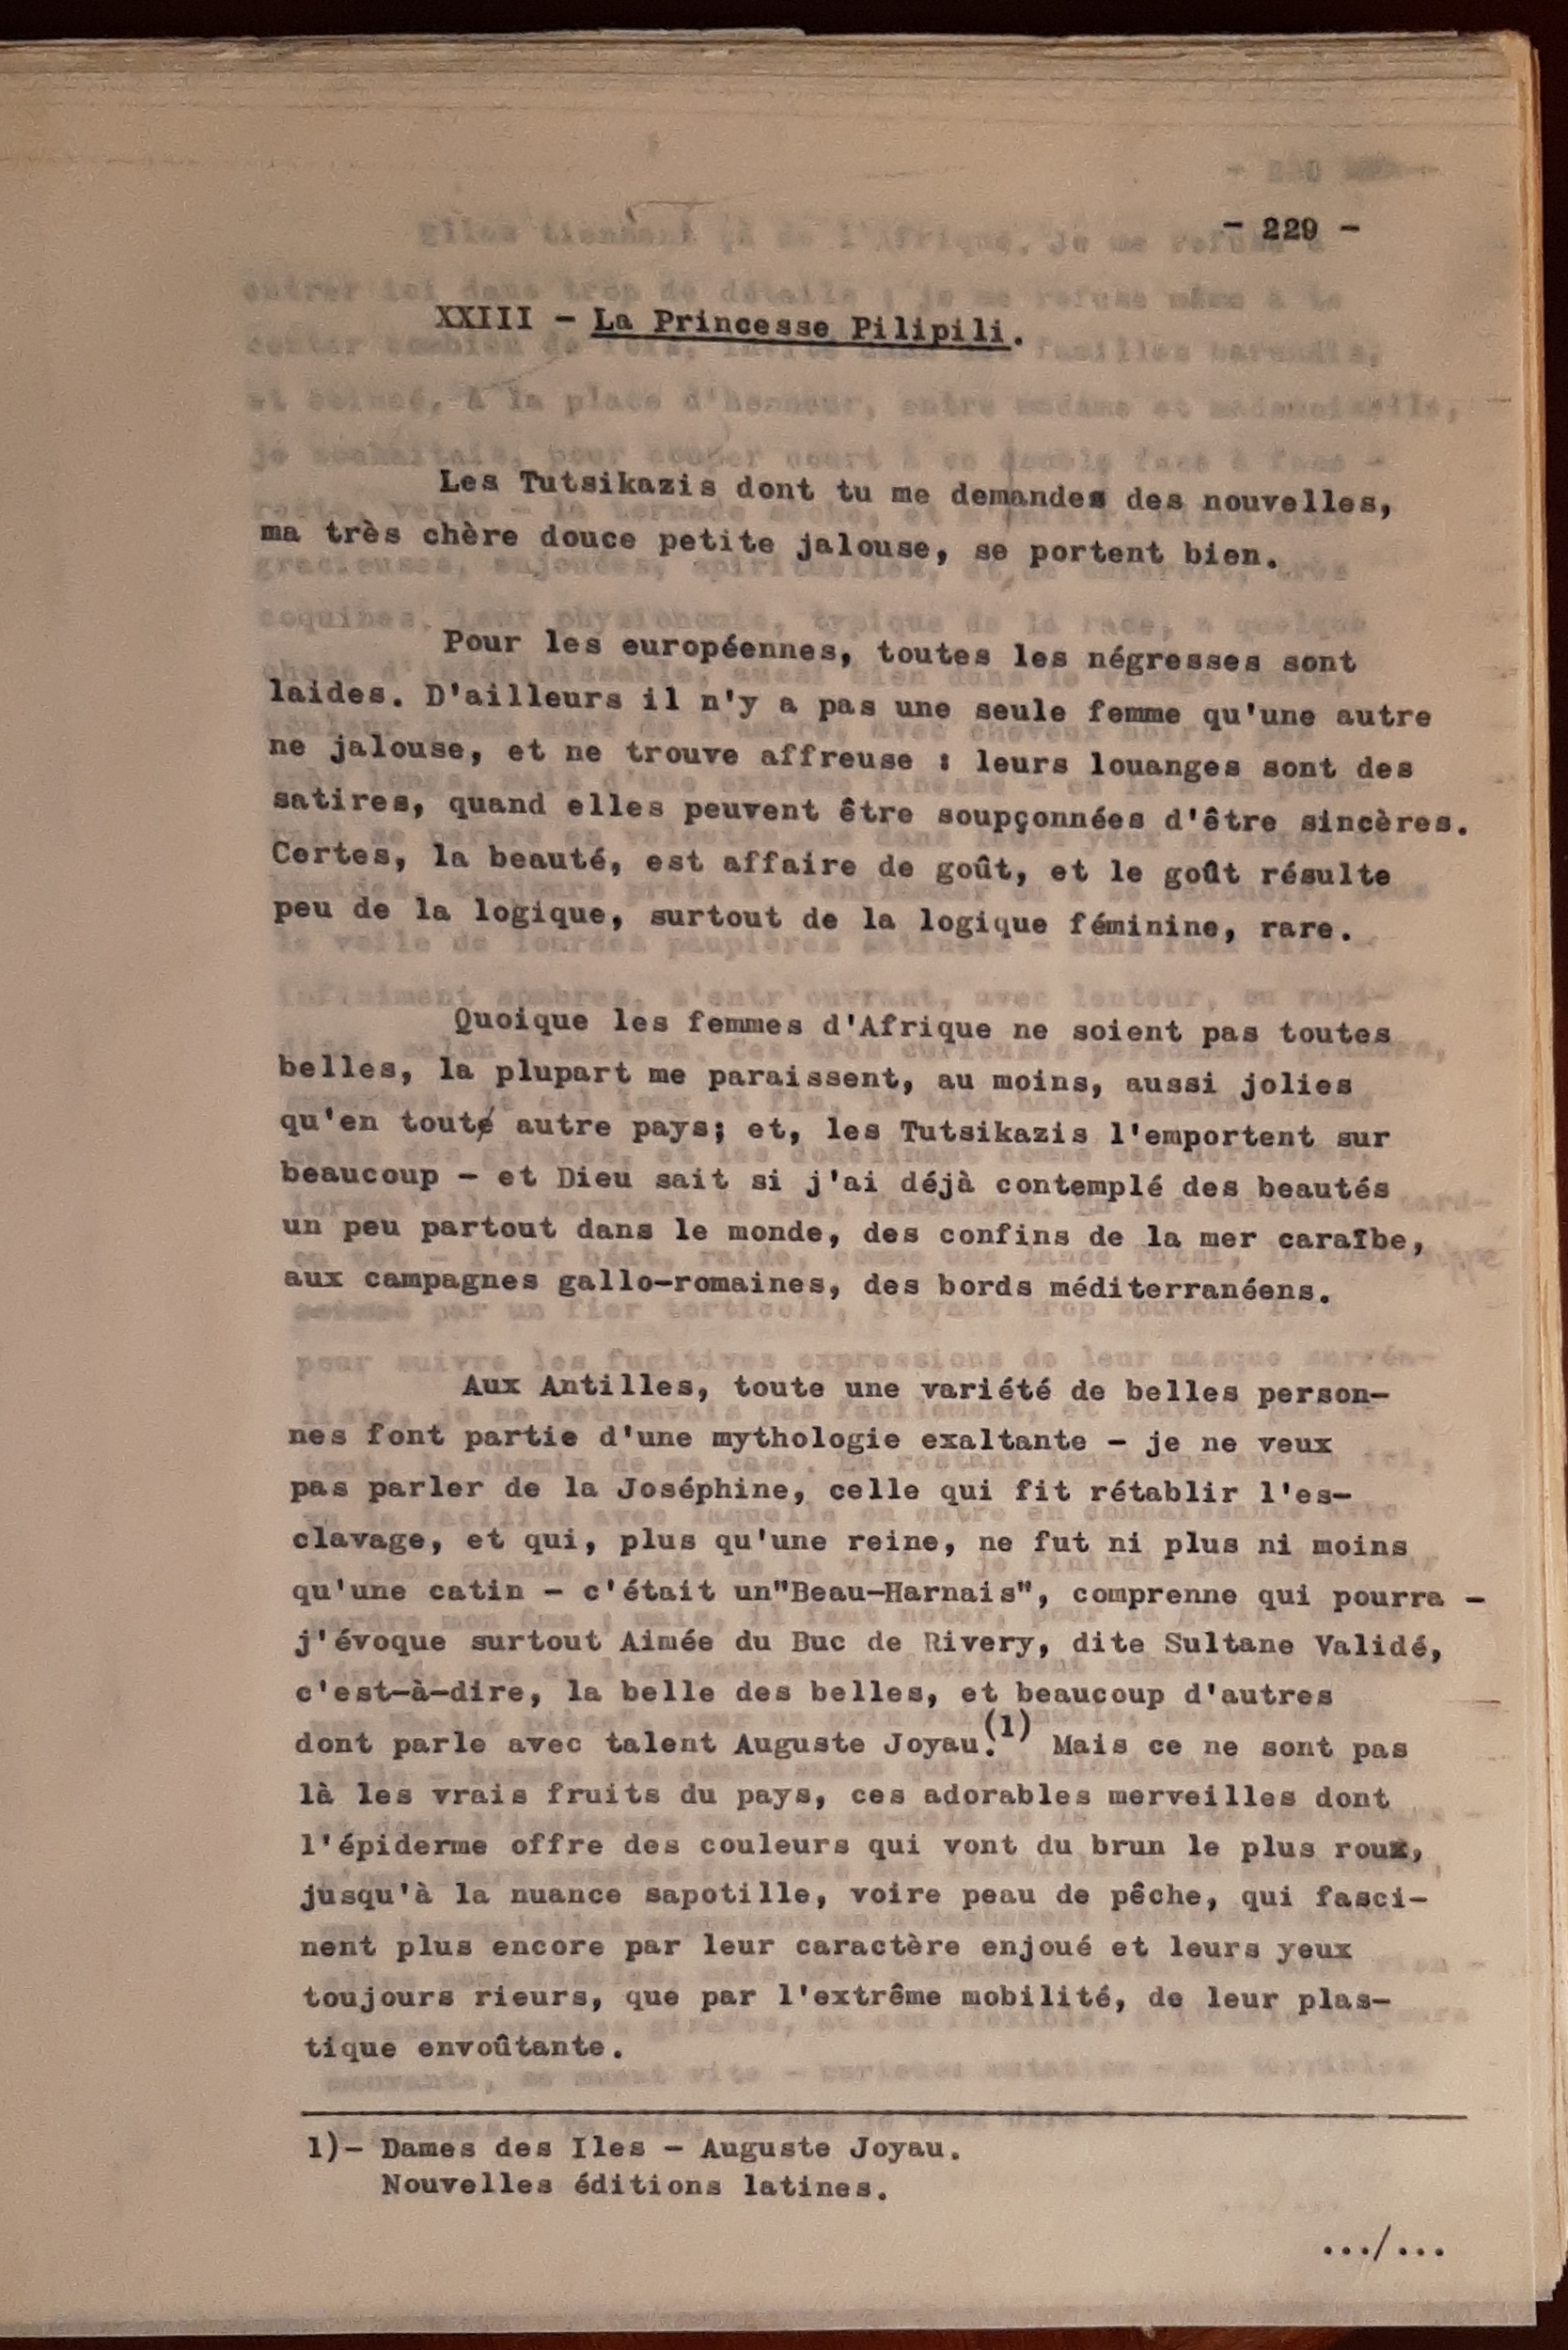 - 229 -
XXIII - La Princesse Pilipili.
Les Tutsikazis dont tu me demandes des nouvelles,
ma très chère douce petite jalouse, se portent bien.
Pour les européennes, toutes les négresses sont
laides. D'ailleurs il n'y a pas une seule femme qu'une autre
ne jalouse, et ne trouve affreuse : leurs louanges sont des
satires, quand elles peuvent être soupçonnées d'être sincères.
Certes, la beauté, est affaire de goût, et le goût résulte
peu de la logique, surtout de la logique féminine, rare.
Quoique les femmes d'Afrique ne soient pas toutes
belles, la plupart me paraissent, au moins, aussi jolies
qu'en tout autre pays; et, les Tutsikazis l'emportent sur
beaucoup - et Dieu sait si j'ai déjà contemplé des beautés
un peu partout dans le monde, des confins de la mer caraïbe,
aux campagnes gallo-romaines, des bords méditerranéens.
Aux Antilles, toute une variété de belles person-
nes font partie d'une mythologie exaltante - je ne veux
pas parler de la Joséphine, celle qui fit rétablir l'es-
clavage, et qui, plus qu'une reine, ne fut ni plus ni moins
qu'une catin - c'était un"Beau-Harnais", comprenne qui pourra -
j'évoque surtout Aimée du Buc de Rivery, dite Sultane Validé,
c'est-à-dire, la belle des belles, et beaucoup d'autres
dont parle avec talent Auguste Joyau.(1) Mais ce ne sont pas
là les vrais fruits du pays, ces adorables merveilles dont
l'épiderme offre des couleurs qui vont du brun le plus roux,
jusqu'à la nuance sapotille, voire peau de pêche, qui fasci-
nent plus encore par leur caractère enjoué et leurs yeux
toujours rieurs, que par l'extrême mobilité, de leur plas-
tique envoûtante.
1)- Dames des Iles - Auguste Joyau.
Nouvelles éditions latines.
.../...